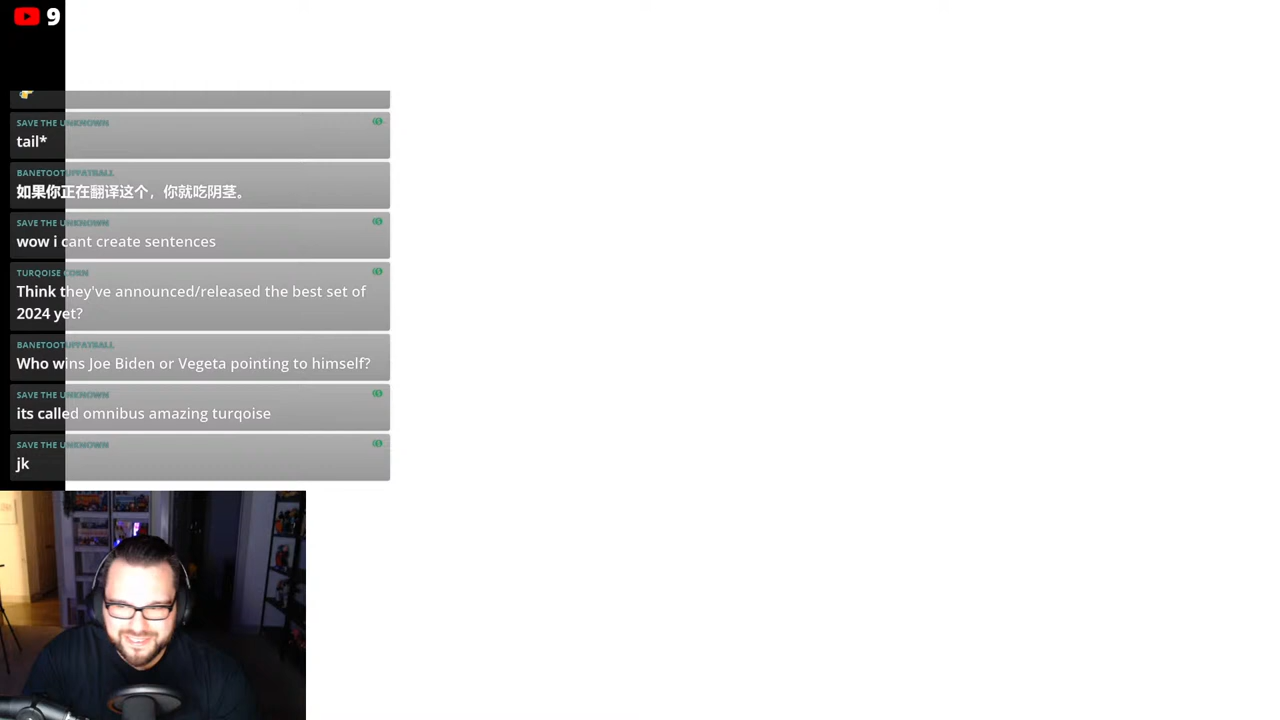 9
SAVE THE UNKNOWN
tail*
BANETOOTUPPATBALL
如果你正在翻译这个，你就吃阴茎。
SAVE THE UNKNOWN
wow i cant create sentences
TURQOISE CORN
Think they've announced/released the best set of
2024 yet?
BANETOOTUPPATBALL
Who wins Joe Biden or Vegeta pointing to himself?
SAVE THE UNKNOWN
its called omnibus amazing turqoise
SAVE THE UNKNOWN
jk